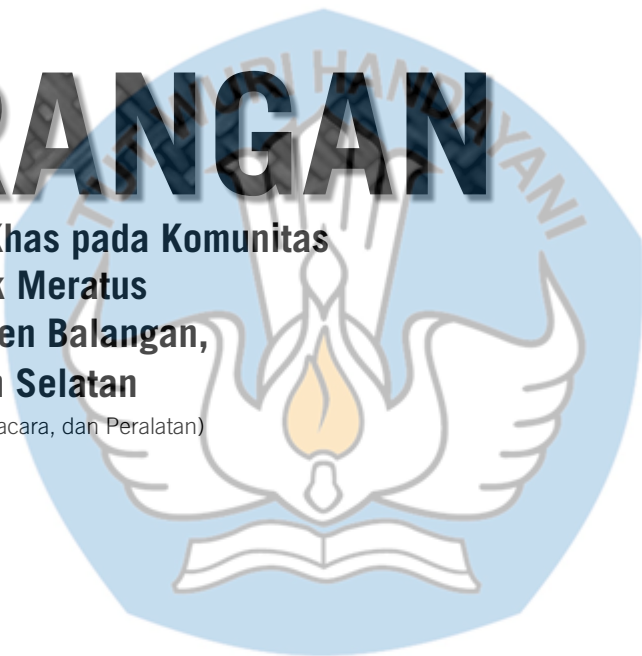 RANGAN
TUT WURI HANDAYANI
Khas pada Komunitas
k Meratus
en Balangan,
n Selatan
acara, dan Peralatan)